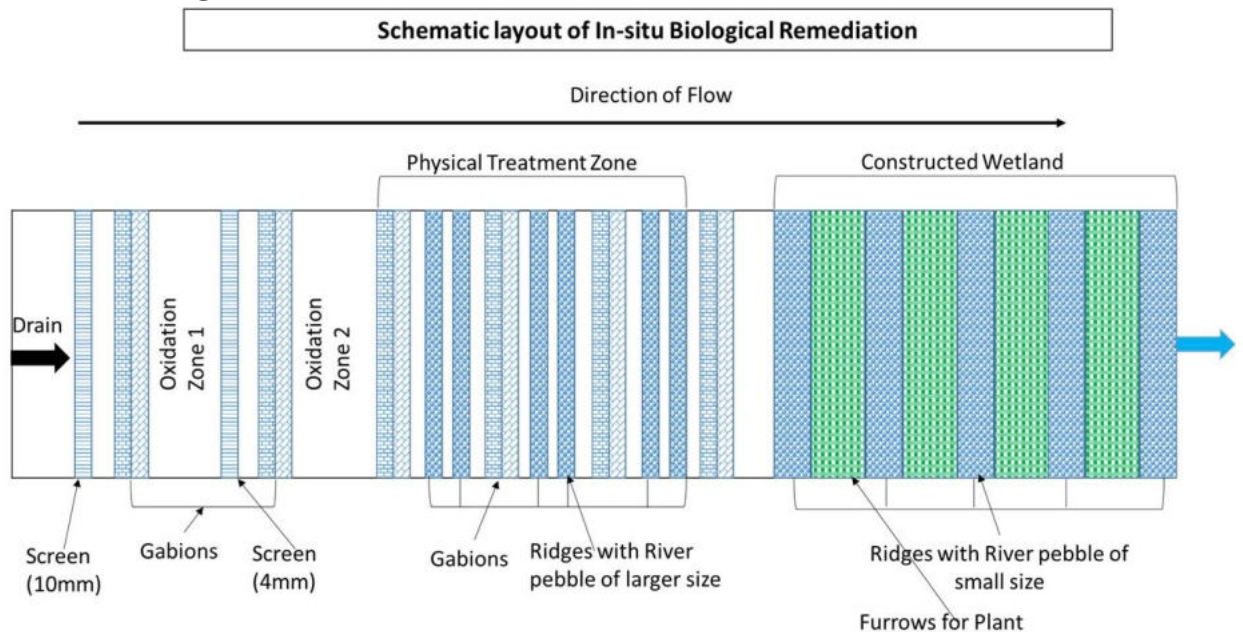 Schematic layout of In-situ Biological Remediation
Direction of Flow
Physical Treatment Zone
Constructed Wetland
Drain
Oxidation
Zone 1
Oxidation
Zone 2
Screen
(10mm)
Gabions
Screen
(4mm)
Gabions
Ridges with River
pebble of larger size
Ridges with River pebble of
small size
Furrows for Plant